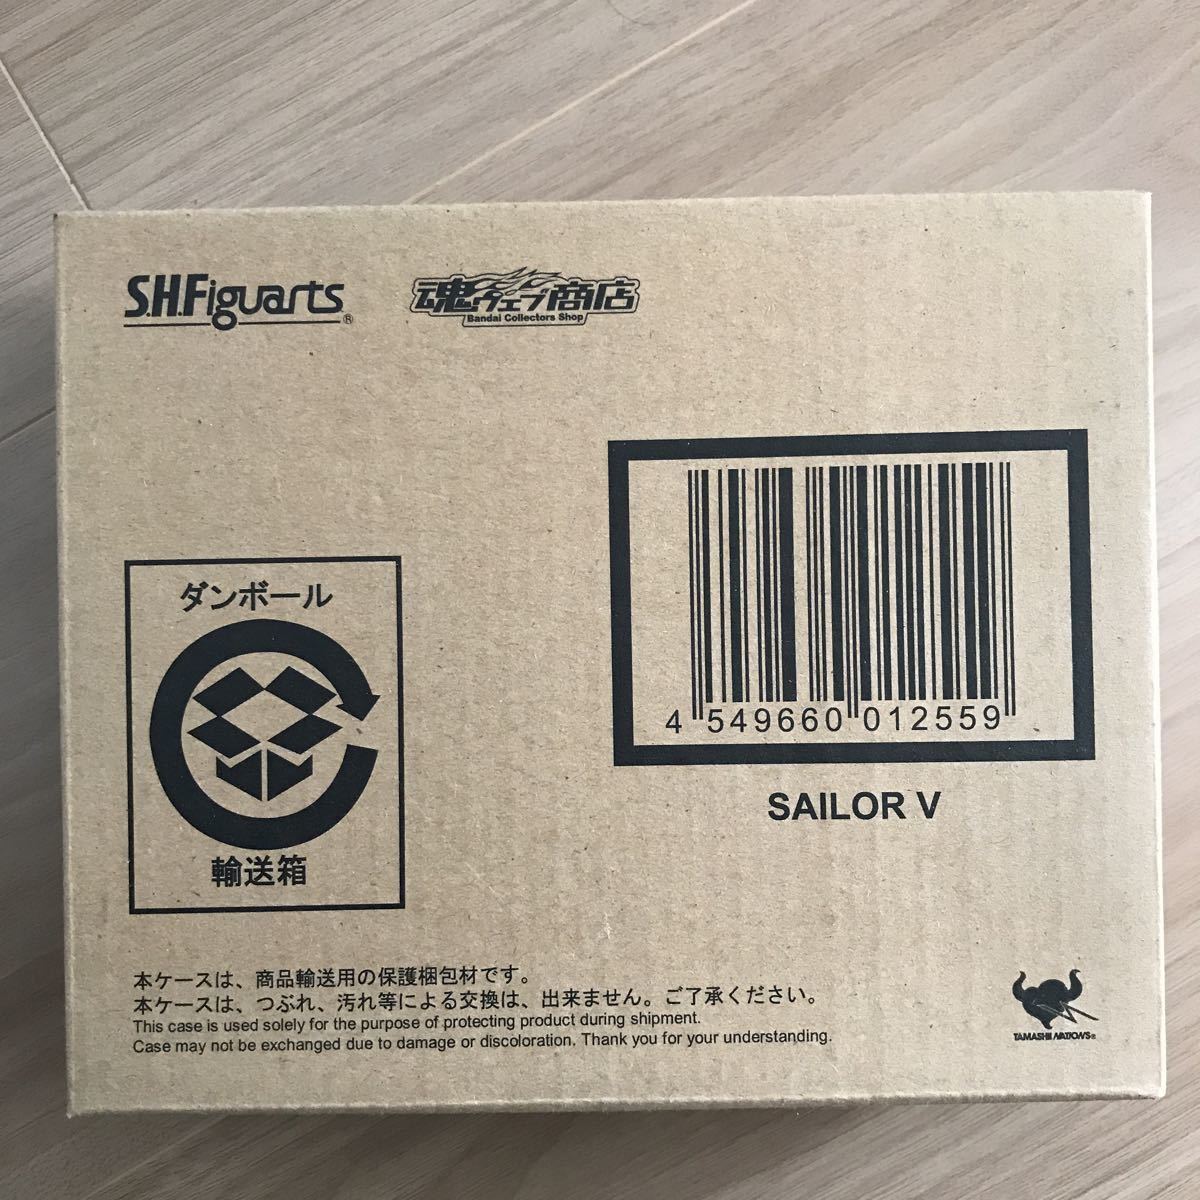 S.H.Figuarts®
魂ウェブ商店
Bandai Collectors Shop
ダンボール
輸送箱
4 549660 012559
SAILOR V
本ケースは、商品輸送用の保護梱包材です。
本ケースは、つぶれ、汚れ等による交換は、出来ません。ご了承ください。
This case is used solely for the purpose of protecting product during shipment.
Case may not be exchanged due to damage or discoloration. Thank you for your understanding.
TAMASHII NATIONS®